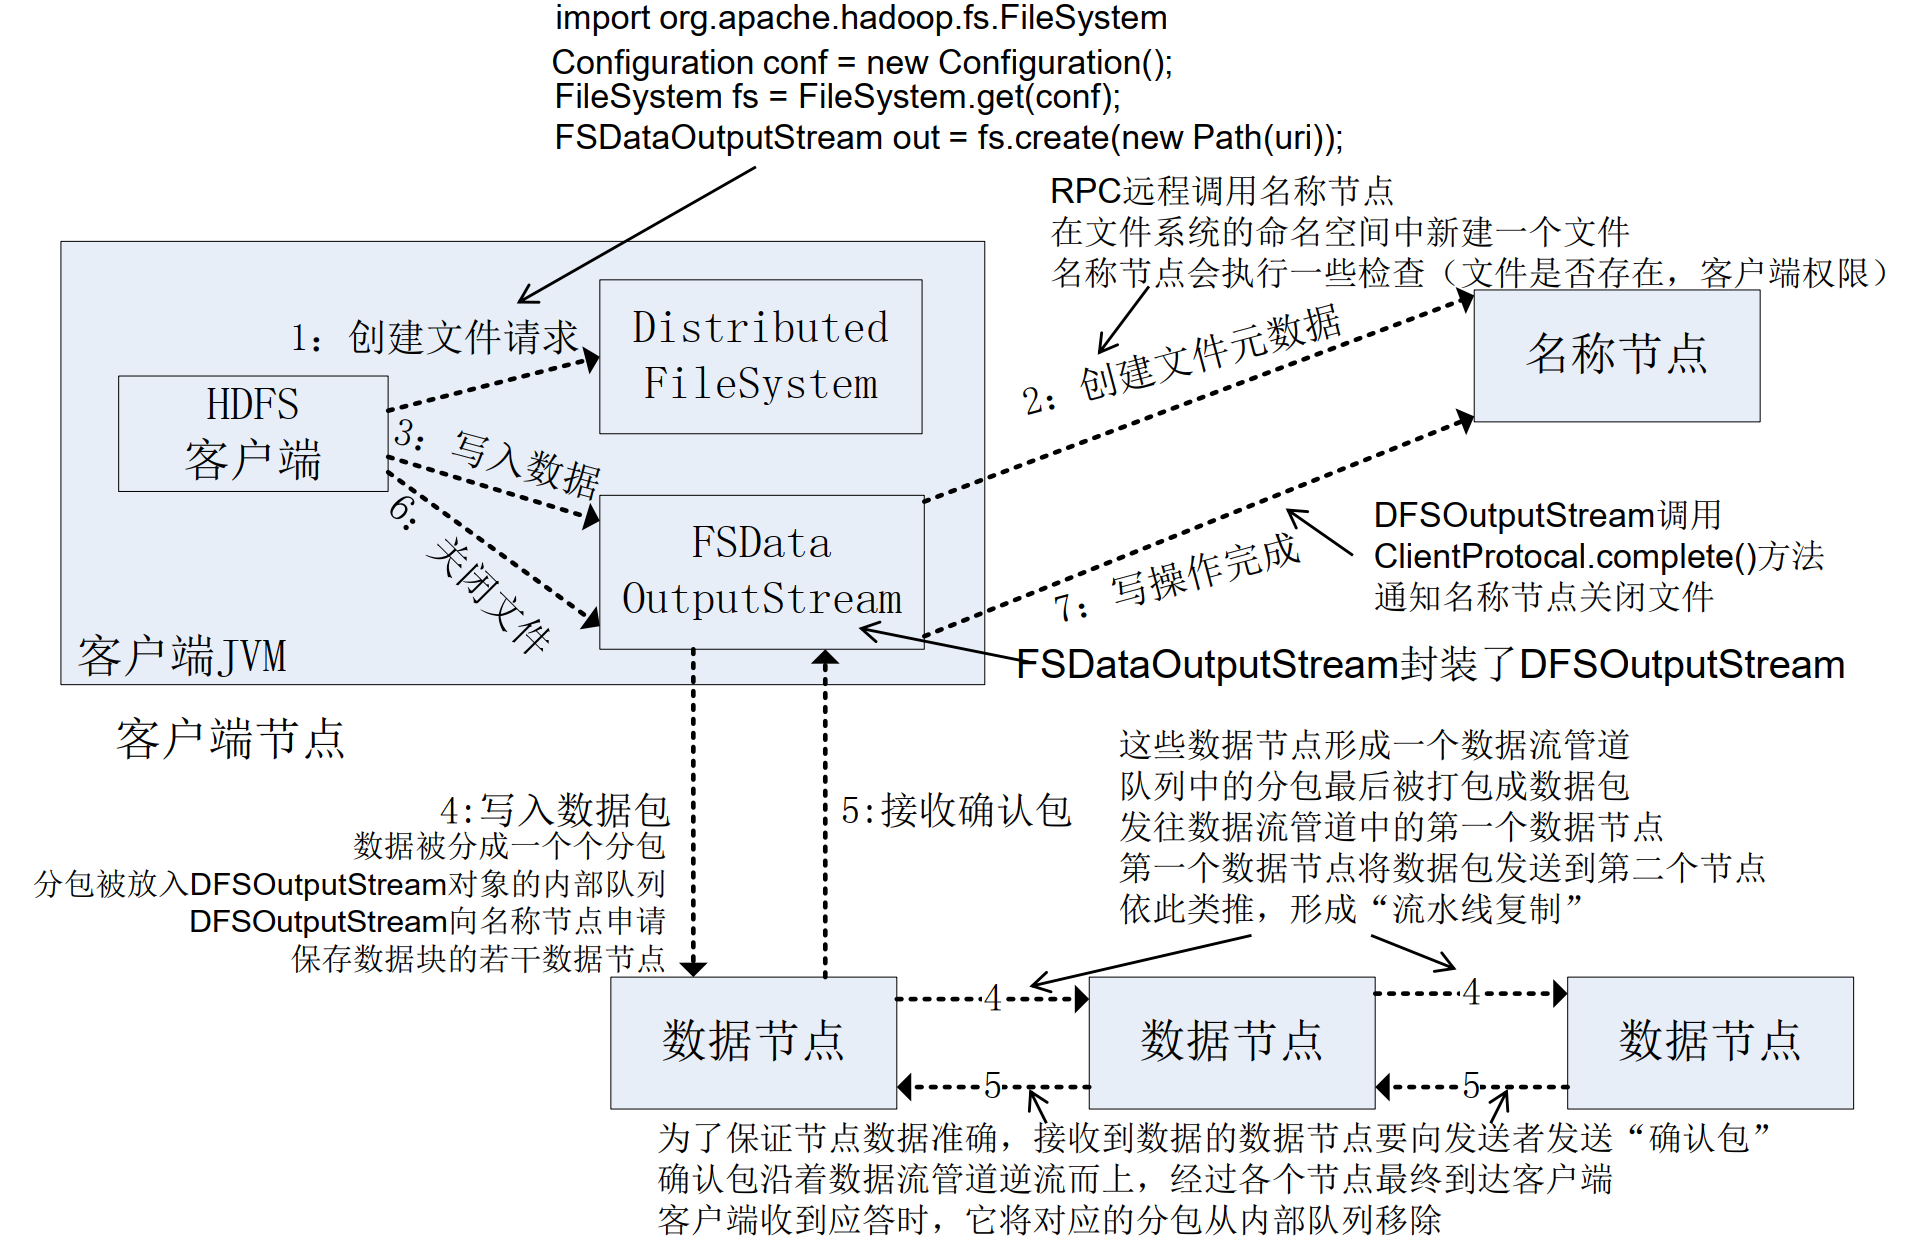 import org.apache.hadoop.fs.FileSystem
Configuration conf = new Configuration();
FileSystem fs = FileSystem.get(conf);
FSDataOutputStream out = fs.create(new Path(uri));
RPC远程调用名称节点
在文件系统的命名空间中新建一个文件
名称节点会执行一些检查（文件是否存在，客户端权限）
1：创建文件请求
Distributed
FileSystem
2：创建文件元数据
名称节点
HDFS
客户端
3：写入数据
6：关闭文件
FSData
OutputStream
7：写操作完成
DFSOutputStream调用
ClientProtocal.complete()方法
通知名称节点关闭文件
客户端JVM
FSDataOutputStream封装了DFSOutputStream
客户端节点
4:写入数据包
数据被分成一个个分包
分包被放入DFSOutputStream对象的内部队列
DFSOutputStream向名称节点申请
保存数据块的若干数据节点
5:接收确认包
这些数据节点形成一个数据流管道
队列中的分包最后被打包成数据包
发往数据流管道中的第一个数据节点
第一个数据节点将数据包发送到第二个节点
依此类推，形成“流水线复制”
数据节点
4
数据节点
4
数据节点
5
5
为了保证节点数据准确，接收到数据的数据节点要向发送者发送“确认包”
确认包沿着数据流管道逆流而上，经过各个节点最终到达客户端
客户端收到应答时，它将对应的分包从内部队列移除